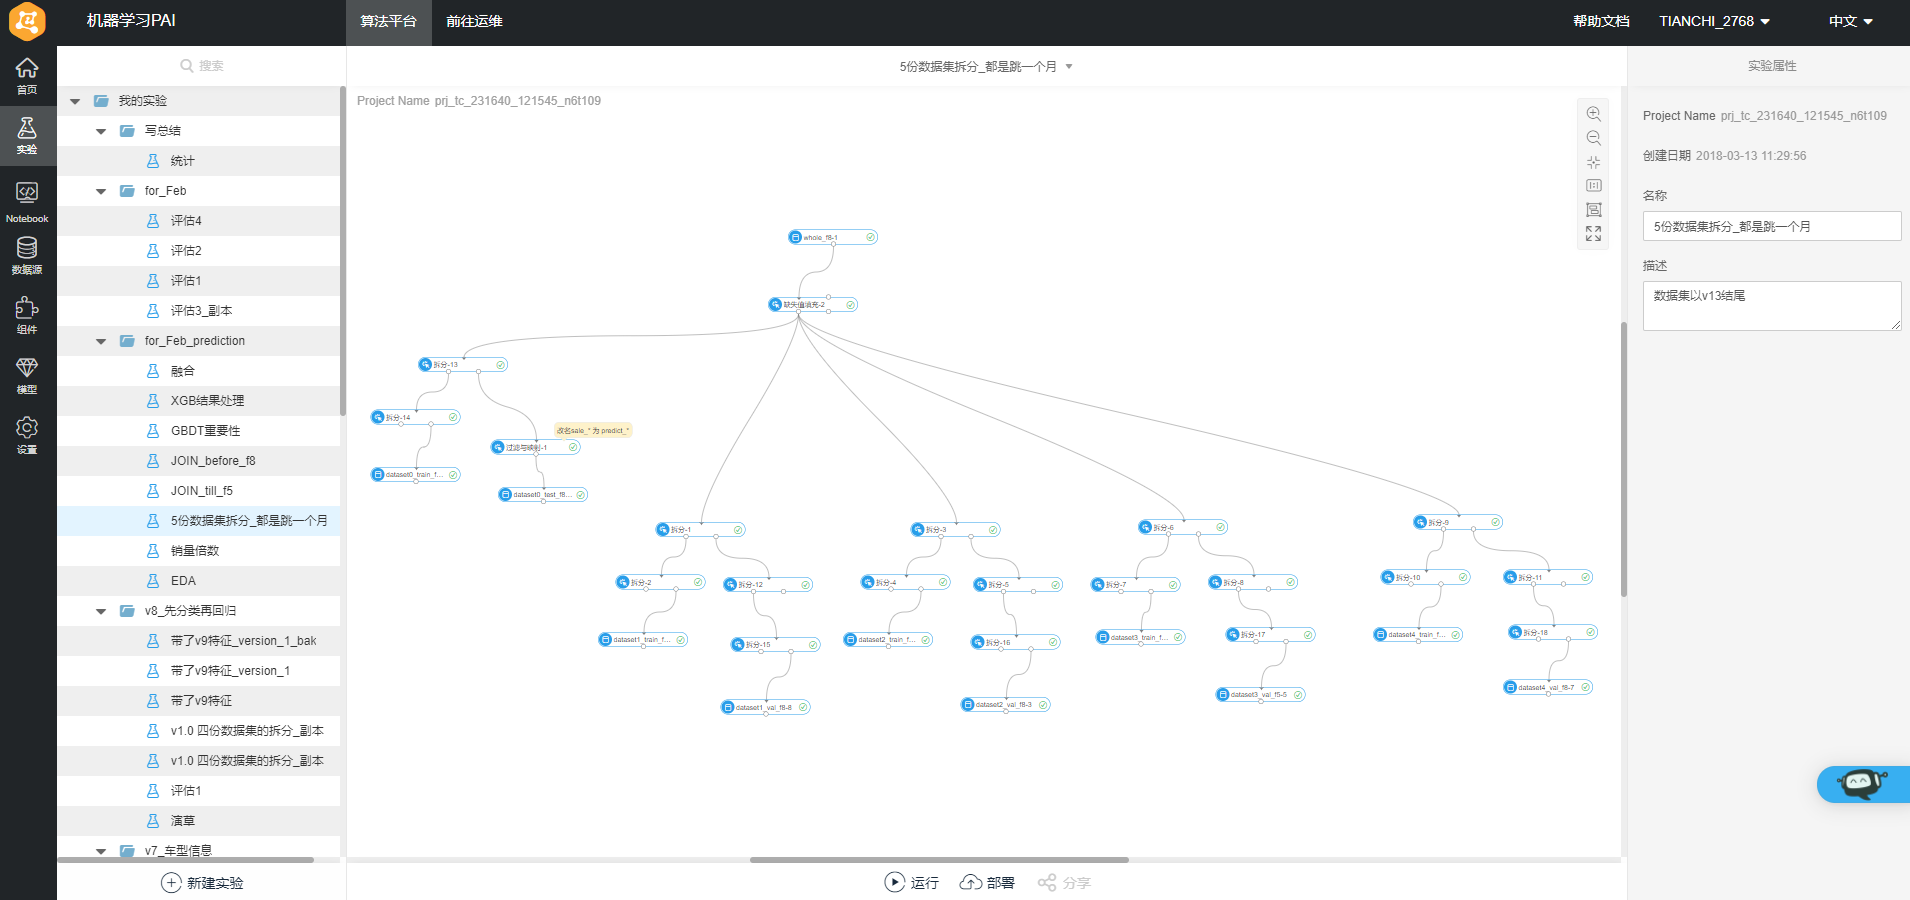 机器学习PAI
算法平台
前往运维
帮助文档
TIANCHI_2768
中文
首页
实验
Notebook
数据源
组件
模型
设置
搜索
我的实验
写总结
统计
for_Feb
评估4
评估2
评估1
评估3_副本
for_Feb_prediction
融合
XGB结果处理
GBDT重要性
JOIN_before_f8
JOIN_till_f5
5份数据集拆分_都是跳一个月
销量倍数
EDA
v8_先分类再回归
带了v9特征_version_1_bak
带了v9特征_version_1
带了v9特征
v1.0 四份数据集的拆分_副本
v1.0 四份数据集的拆分_副本
评估1
演草
v7_车型信息
新建实验
5份数据集拆分_都是跳一个月
Project Name prj_tc_231640_121545_n6t109
whole_f8-1
缺失值填充-2
拆分-13
拆分-14
改名sale_* 为 predict_*
过滤与映射-1
dataset0_train_f...
dataset0_test_f8...
拆分-1
拆分-3
拆分-6
拆分-9
拆分-2
拆分-12
拆分-4
拆分-5
拆分-7
拆分-8
拆分-10
拆分-11
dataset1_train_f...
拆分-15
dataset2_train_f...
拆分-16
dataset3_train_f...
拆分-17
dataset4_train_f...
拆分-18
dataset1_val_f8-8
dataset2_val_f8-3
dataset3_val_f5-5
dataset4_val_f8-7
运行
部署
分享
实验属性
Project Name prj_tc_231640_121545_n6t109
创建日期 2018-03-13 11:29:56
名称
5份数据集拆分_都是跳一个月
描述
数据集以v13结尾